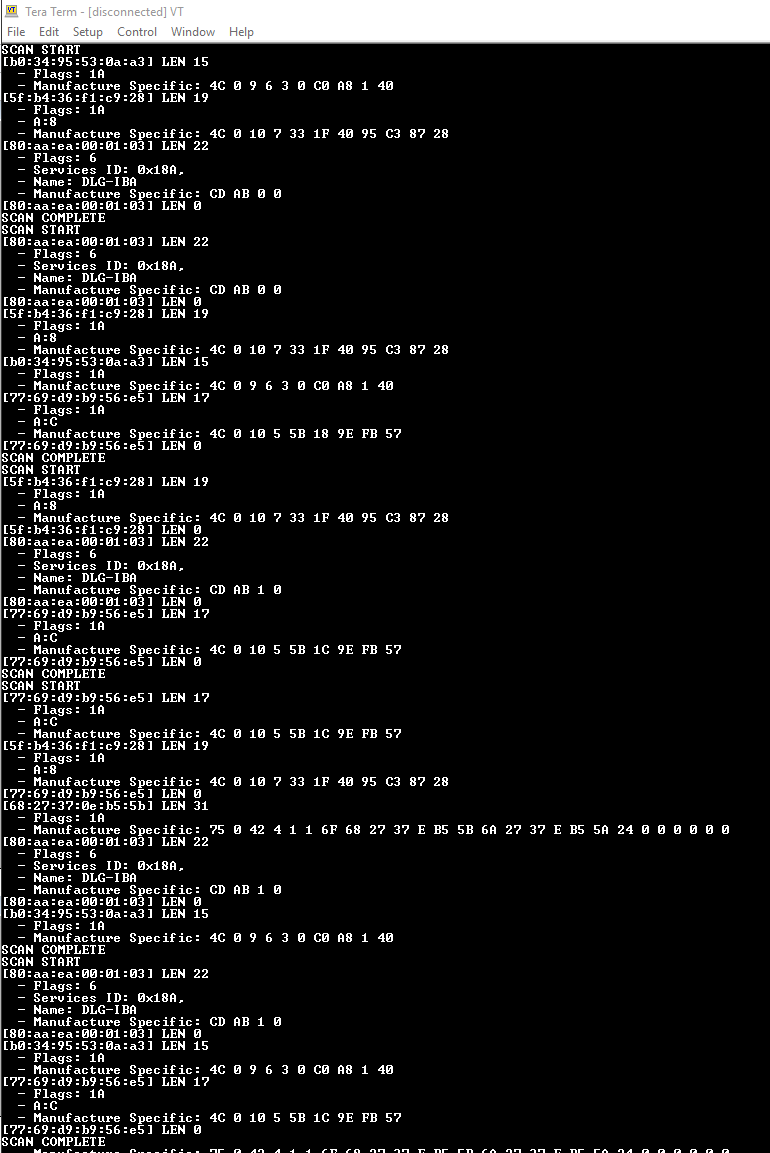 Tera Term - [disconnected] VT
File Edit Setup Control Window Help
SCAN START
[b0:34:95:53:0a:a3] LEN 15
- Flags: 1A
- Manufacture Specific: 4C 0 9 6 3 0 C0 A8 1 40
[5f:b4:36:f1:c9:28] LEN 19
- Flags: 1A
- A:8
- Manufacture Specific: 4C 0 10 7 33 1F 40 95 C3 87 28
[80:aa:ea:00:01:03] LEN 22
- Flags: 6
- Services ID: 0x18A,
- Name: DLG-IBA
- Manufacture Specific: CD AB 0 0
[80:aa:ea:00:01:03] LEN 0
SCAN COMPLETE
SCAN START
[80:aa:ea:00:01:03] LEN 22
- Flags: 6
- Services ID: 0x18A,
- Name: DLG-IBA
- Manufacture Specific: CD AB 0 0
[80:aa:ea:00:01:03] LEN 0
[5f:b4:36:f1:c9:28] LEN 19
- Flags: 1A
- A:8
- Manufacture Specific: 4C 0 10 7 33 1F 40 95 C3 87 28
[b0:34:95:53:0a:a3] LEN 15
- Flags: 1A
- Manufacture Specific: 4C 0 9 6 3 0 C0 A8 1 40
[77:69:d9:b9:56:e5] LEN 17
- Flags: 1A
- A:C
- Manufacture Specific: 4C 0 10 5 5B 18 9E FB 57
[77:69:d9:b9:56:e5] LEN 0
SCAN COMPLETE
SCAN START
[5f:b4:36:f1:c9:28] LEN 19
- Flags: 1A
- A:8
- Manufacture Specific: 4C 0 10 7 33 1F 40 95 C3 87 28
[5f:b4:36:f1:c9:28] LEN 0
[80:aa:ea:00:01:03] LEN 22
- Flags: 6
- Services ID: 0x18A,
- Name: DLG-IBA
- Manufacture Specific: CD AB 1 0
[80:aa:ea:00:01:03] LEN 0
[77:69:d9:b9:56:e5] LEN 17
- Flags: 1A
- A:C
- Manufacture Specific: 4C 0 10 5 5B 1C 9E FB 57
[77:69:d9:b9:56:e5] LEN 0
SCAN COMPLETE
SCAN START
[77:69:d9:b9:56:e5] LEN 17
- Flags: 1A
- A:C
- Manufacture Specific: 4C 0 10 5 5B 1C 9E FB 57
[5f:b4:36:f1:c9:28] LEN 19
- Flags: 1A
- A:8
- Manufacture Specific: 4C 0 10 7 33 1F 40 95 C3 87 28
[77:69:d9:b9:56:e5] LEN 0
[68:27:37:0e:b5:5b] LEN 31
- Flags: 1A
- Manufacture Specific: 75 0 42 4 1 1 6F 68 27 37 E B5 5B 6A 27 37 E B5 5A 24 0 0 0 0 0 0
[80:aa:ea:00:01:03] LEN 22
- Flags: 6
- Services ID: 0x18A,
- Name: DLG-IBA
- Manufacture Specific: CD AB 1 0
[80:aa:ea:00:01:03] LEN 0
[b0:34:95:53:0a:a3] LEN 15
- Flags: 1A
- Manufacture Specific: 4C 0 9 6 3 0 C0 A8 1 40
SCAN COMPLETE
SCAN START
[80:aa:ea:00:01:03] LEN 22
- Flags: 6
- Services ID: 0x18A,
- Name: DLG-IBA
- Manufacture Specific: CD AB 1 0
[80:aa:ea:00:01:03] LEN 0
[b0:34:95:53:0a:a3] LEN 15
- Flags: 1A
- Manufacture Specific: 4C 0 9 6 3 0 C0 A8 1 40
[77:69:d9:b9:56:e5] LEN 17
- Flags: 1A
- A:C
- Manufacture Specific: 4C 0 10 5 5B 1C 9E FB 57
[77:69:d9:b9:56:e5] LEN 0
SCAN COMPLETE